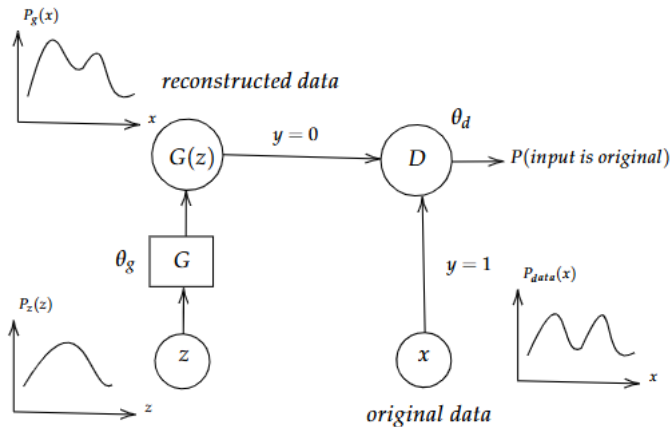 P_g(x)
x
reconstructed data
G(z)
y = 0
D
θ_d
P(input is original)
θ_g
G
y = 1
P_z(z)
z
z
x
P_data(x)
x
original data